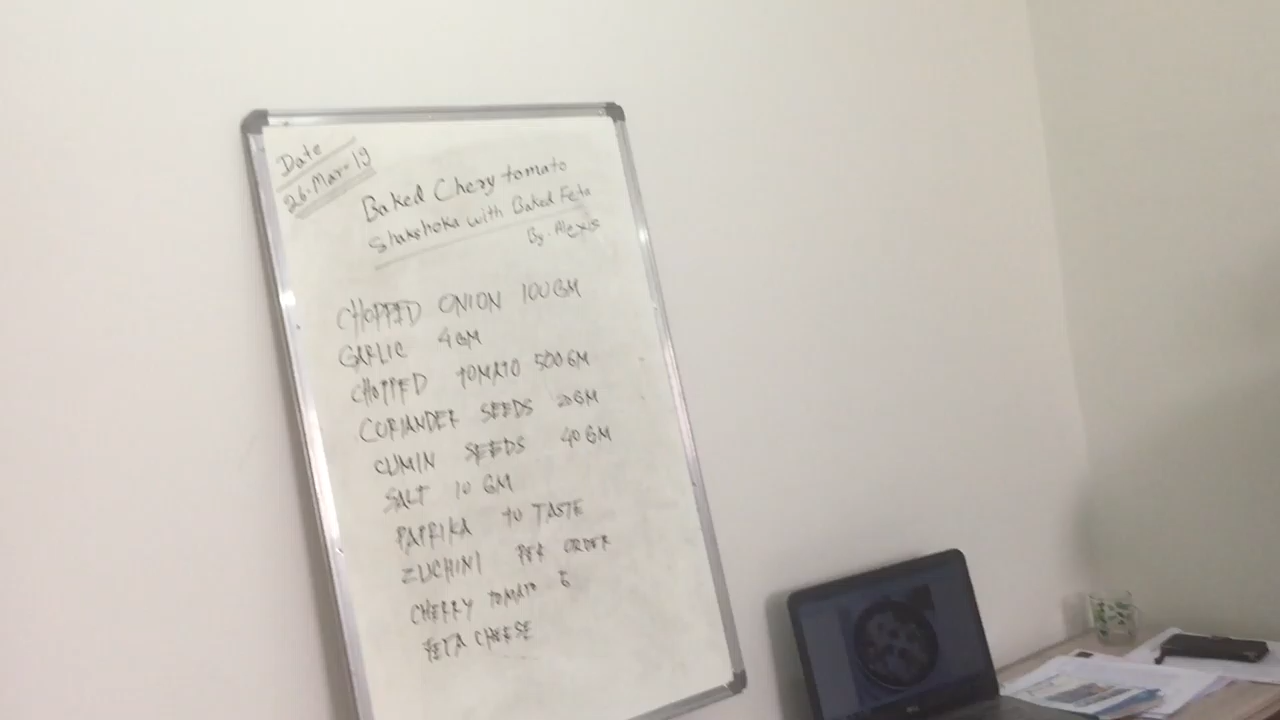 Date
26-Mar-19
Baked Chery tomato
Shakshoka with Baked Feta
By. Alexis
CHOPPED ONION 100GM
GARLIC 4GM
CHOPPED TOMATO 500GM
CORIANDER SEEDS 20GM
CUMIN SEEDS 40GM
SALT 10 GM
PAPRIKA TO TASTE
ZUCHINI PER ORDER
CHERRY TOMATO 5
FETA CHEESE
DELL